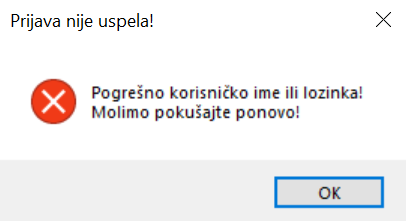 Prijava nije uspela!
Pogrešno korisničko ime ili lozinka!
Molimo pokušajte ponovo!
OK